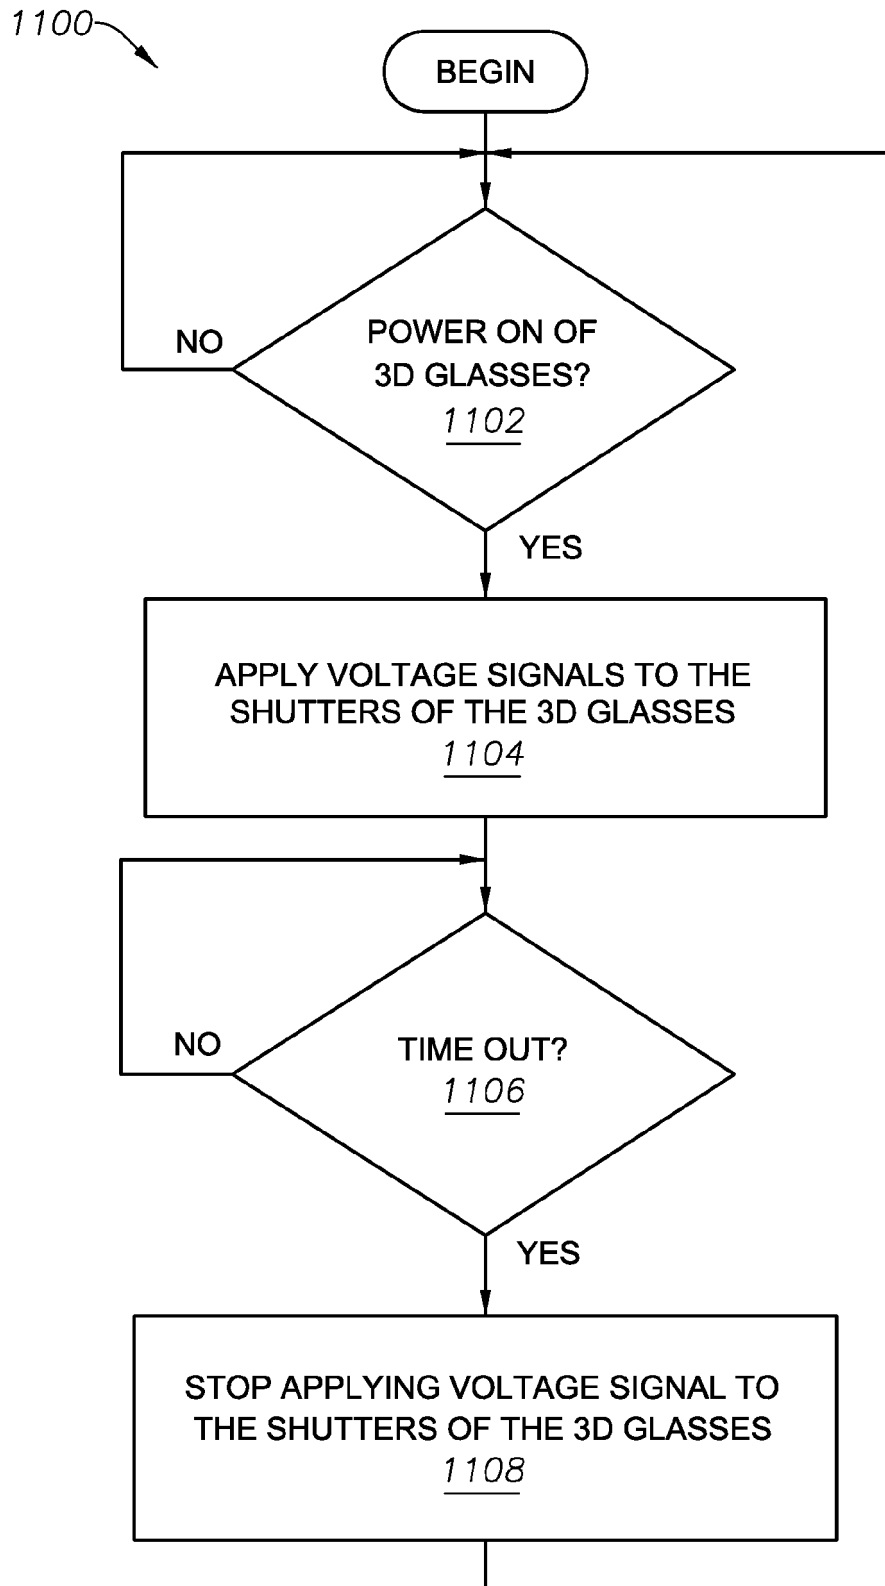 1100
BEGIN
POWER ON OF
3D GLASSES?
1102
NO
YES
APPLY VOLTAGE SIGNALS TO THE
SHUTTERS OF THE 3D GLASSES
1104
TIME OUT?
1106
NO
YES
STOP APPLYING VOLTAGE SIGNAL TO
THE SHUTTERS OF THE 3D GLASSES
1108